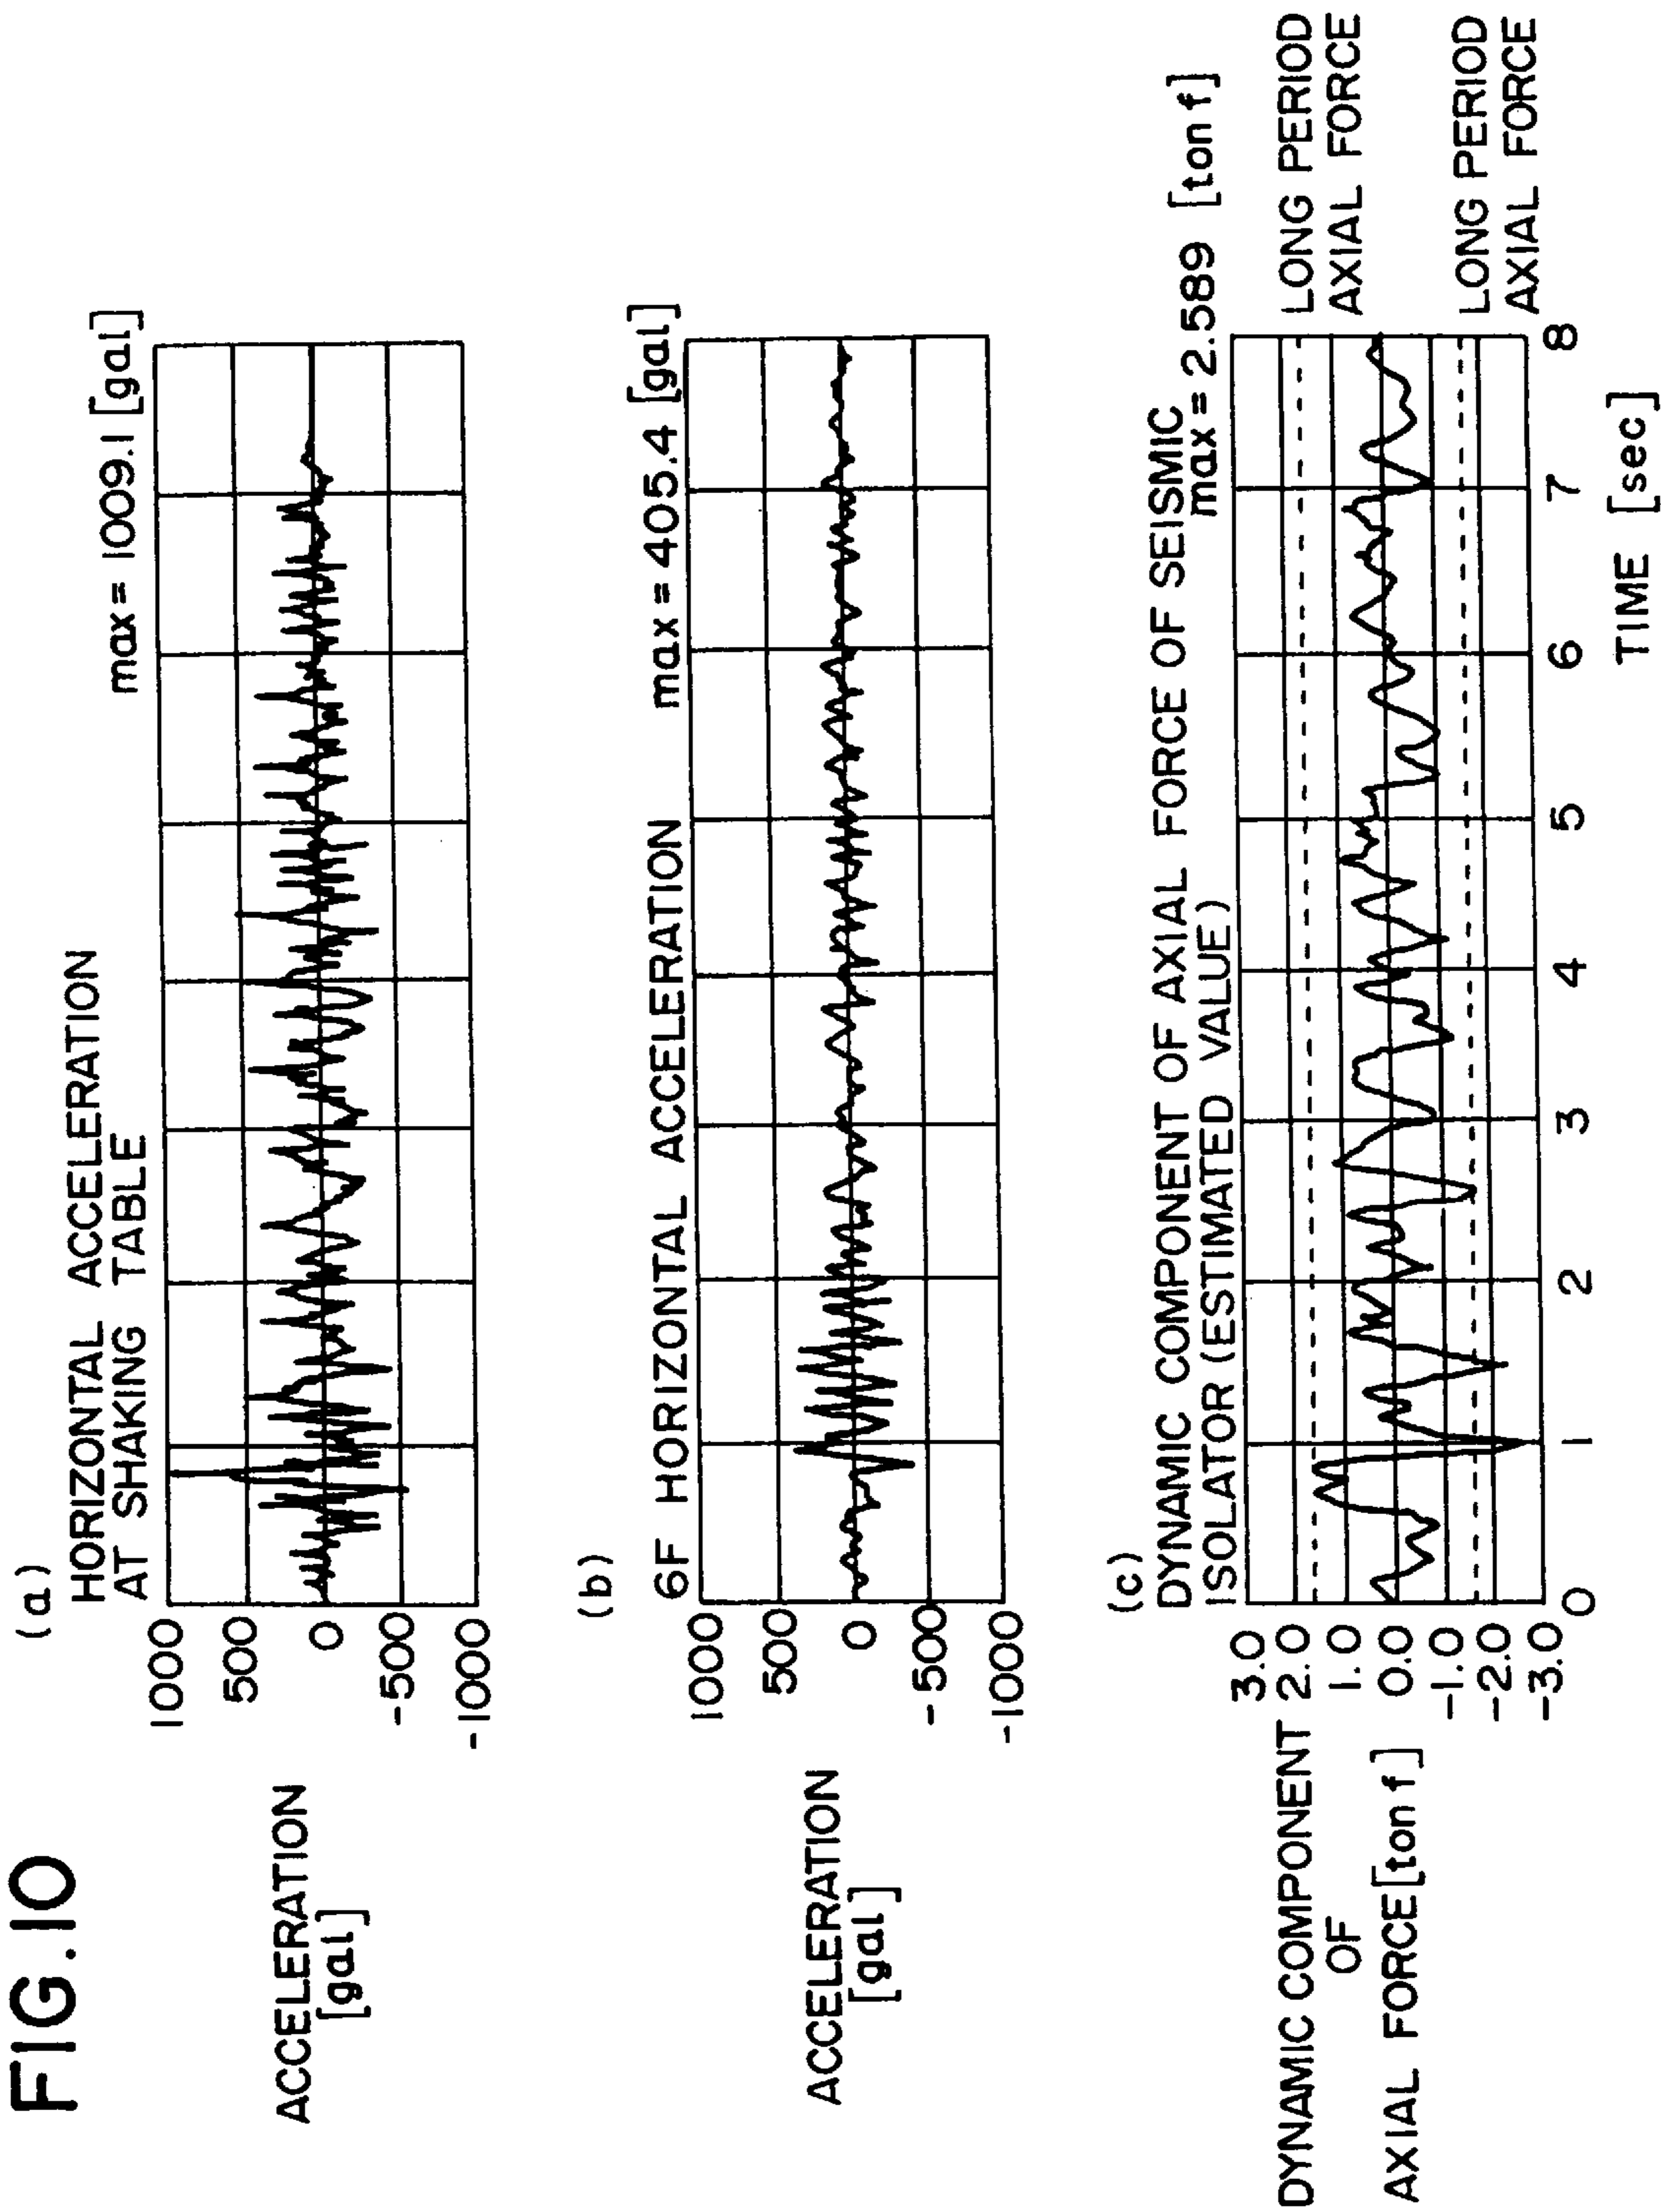 FIG.10
(a)
HORIZONTAL ACCELERATION
AT SHAKING TABLE
max = 1009.1 [gal]
1000
500
0
-500
-1000
ACCELERATION
[gal]
(b)
6F HORIZONTAL ACCELERATION
max = 405.4 [gal]
1000
500
0
-500
-1000
ACCELERATION
[gal]
(c)
DYNAMIC COMPONENT OF AXIAL FORCE OF SEISMIC
ISOLATOR (ESTIMATED VALUE)
max = 2.589 [ton f]
3.0
2.0
1.0
0.0
-1.0
-2.0
-3.0
DYNAMIC COMPONENT
OF
AXIAL FORCE[ton f]
LONG PERIOD
AXIAL FORCE
LONG PERIOD
AXIAL FORCE
0 1 2 3 4 5 6 7 8
TIME [sec]